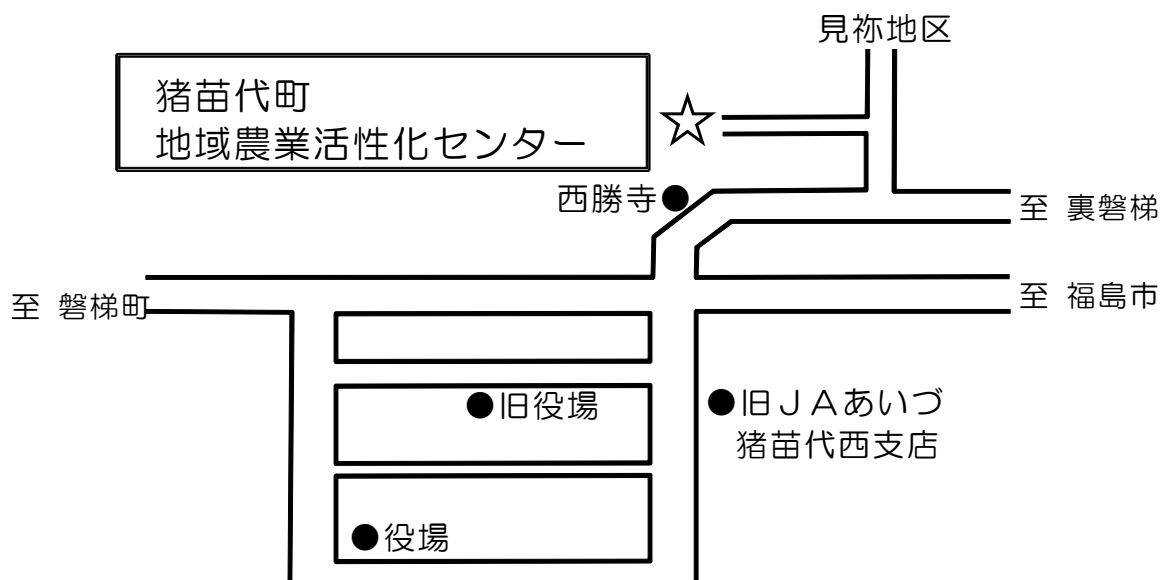 見祢地区
猪苗代町
地域農業活性化センター
西勝寺
至 裏磐梯
至 磐梯町
至 福島市
旧役場
旧ＪＡあいづ
猪苗代西支店
役場